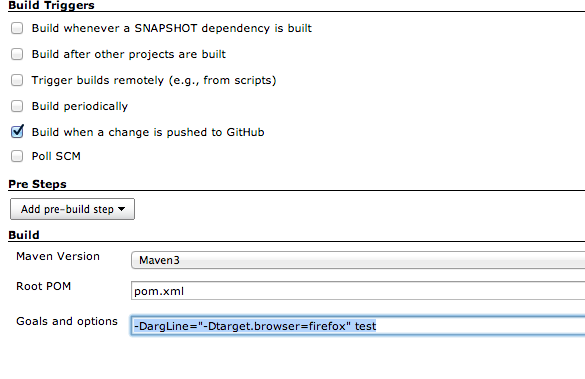 Build Triggers
Build whenever a SNAPSHOT dependency is built
Build after other projects are built
Trigger builds remotely (e.g., from scripts)
Build periodically
Build when a change is pushed to GitHub
Poll SCM
Pre Steps
Add pre-build step
Build
Maven Version Maven3
Root POM pom.xml
Goals and options -DargLine="-Dtarget.browser=firefox" test